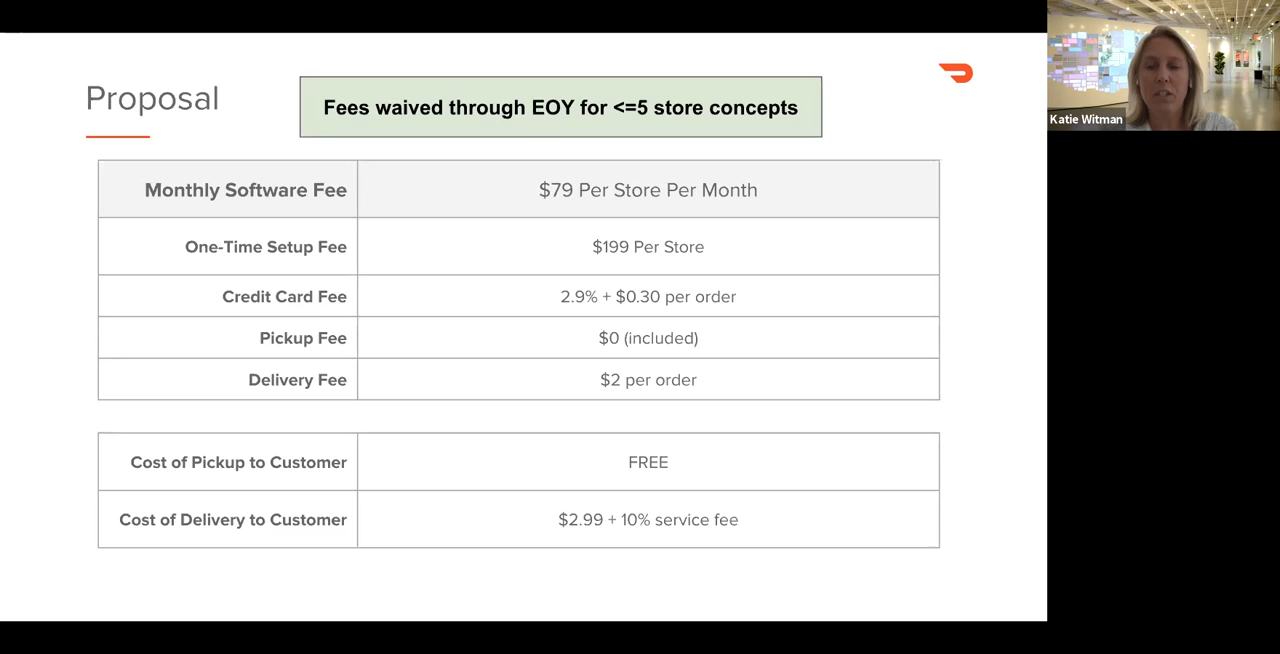 Proposal
Fees waived through EOY for <=5 store concepts
Monthly Software Fee $79 Per Store Per Month
One-Time Setup Fee $199 Per Store
Credit Card Fee 2.9% + $0.30 per order
Pickup Fee $0 (included)
Delivery Fee $2 per order
Cost of Pickup to Customer FREE
Cost of Delivery to Customer $2.99 + 10% service fee
Katie Witman